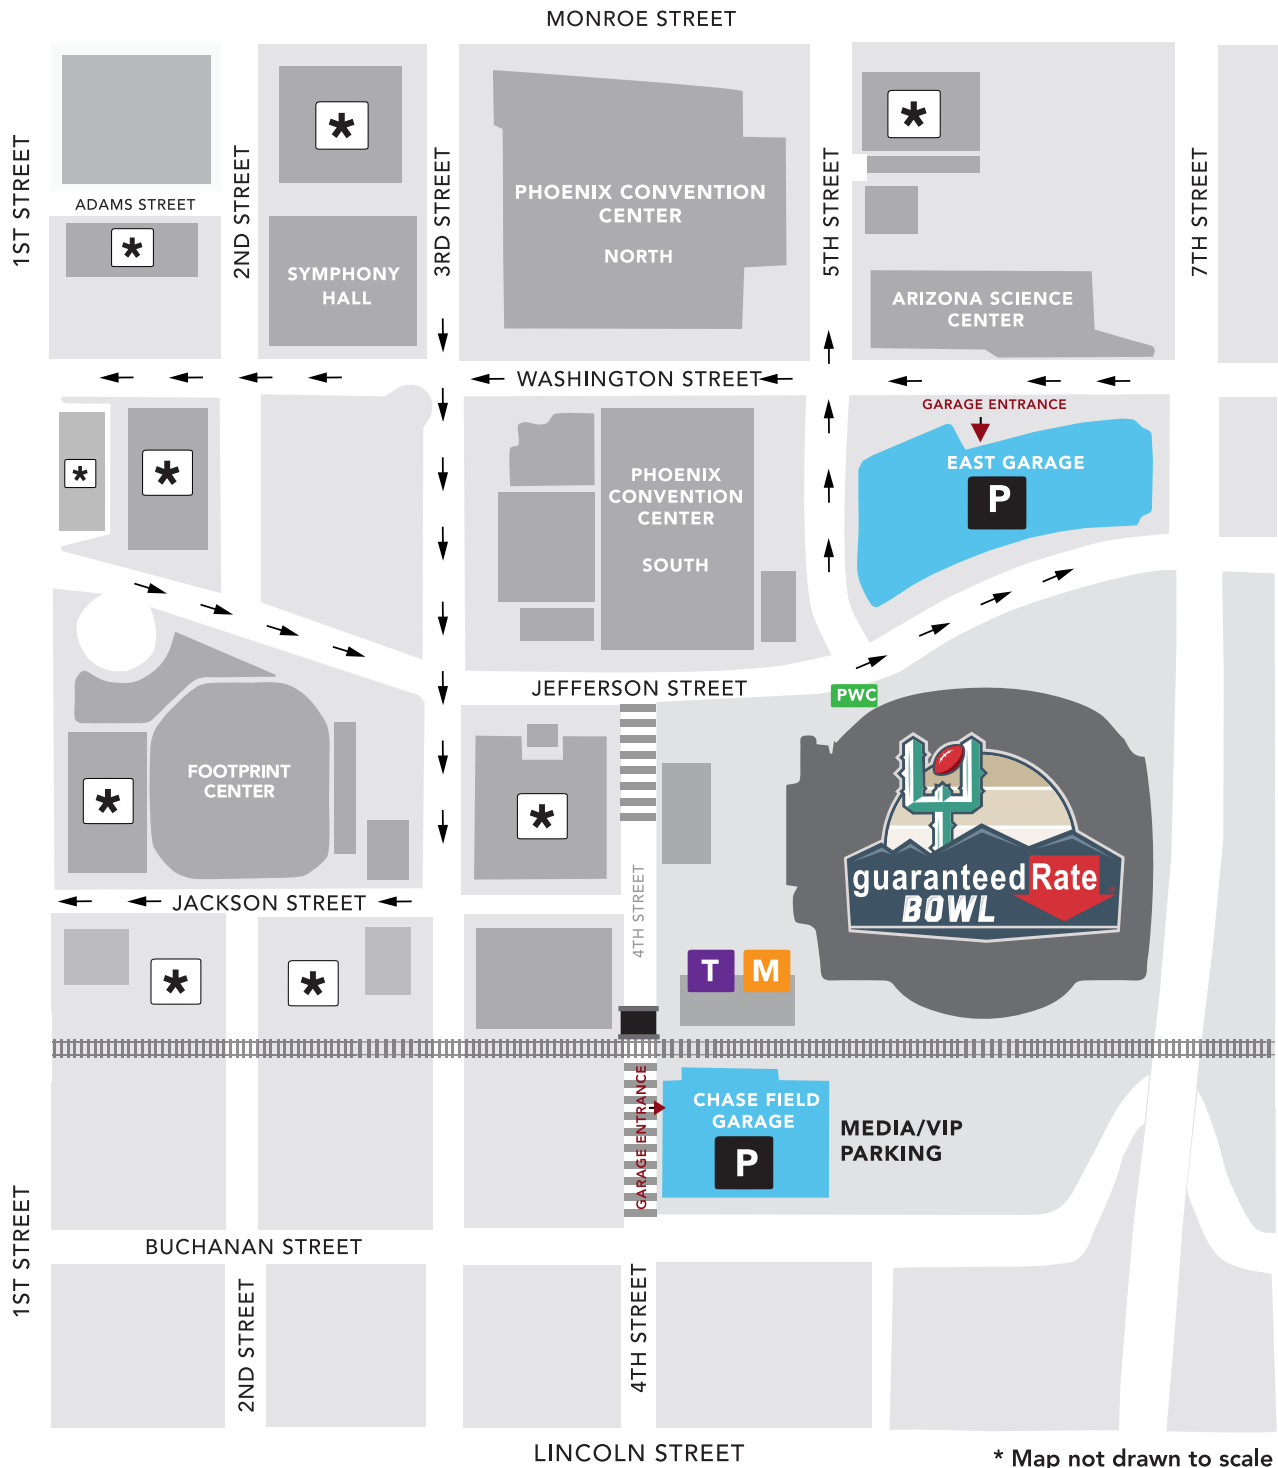 MONROE STREET
1ST STREET
ADAMS STREET
*
2ND STREET
*
SYMPHONY
HALL
3RD STREET
PHOENIX CONVENTION
CENTER
NORTH
5TH STREET
*
ARIZONA SCIENCE
CENTER
7TH STREET
WASHINGTON STREET
*
*
PHOENIX
CONVENTION
CENTER
SOUTH
GARAGE ENTRANCE
EAST GARAGE
P
JEFFERSON STREET
PWC
FOOTPRINT
CENTER
*
*
4TH STREET
guaranteed Rate
BOWL
JACKSON STREET
*
*
T
M
GARAGE ENTRANCE
CHASE FIELD
GARAGE
P
MEDIA/VIP
PARKING
1ST STREET
BUCHANAN STREET
2ND STREET
4TH STREET
LINCOLN STREET
* Map not drawn to scale